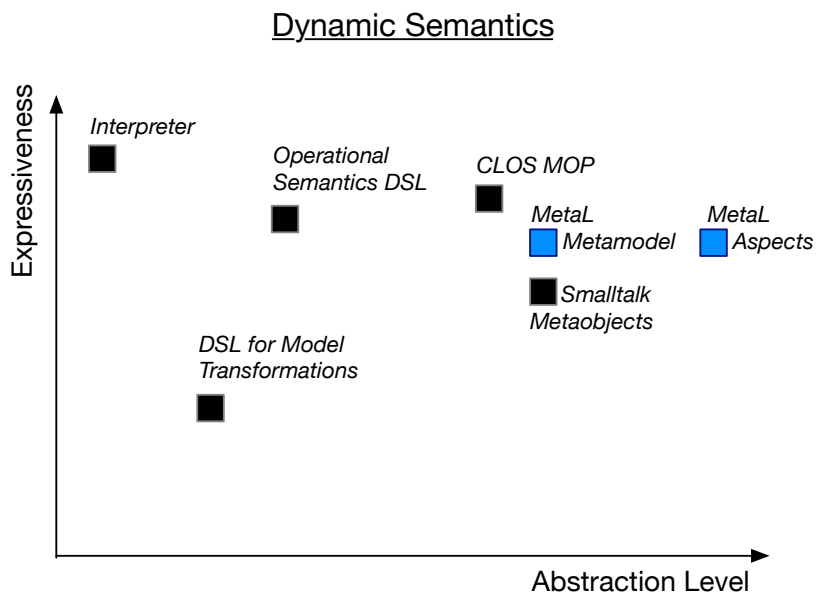 Dynamic Semantics
Expressiveness
Interpreter
Operational
Semantics DSL
CLOS MOP
MetaL
Metamodel
MetaL
Aspects
Smalltalk
Metaobjects
DSL for Model
Transformations
Abstraction Level